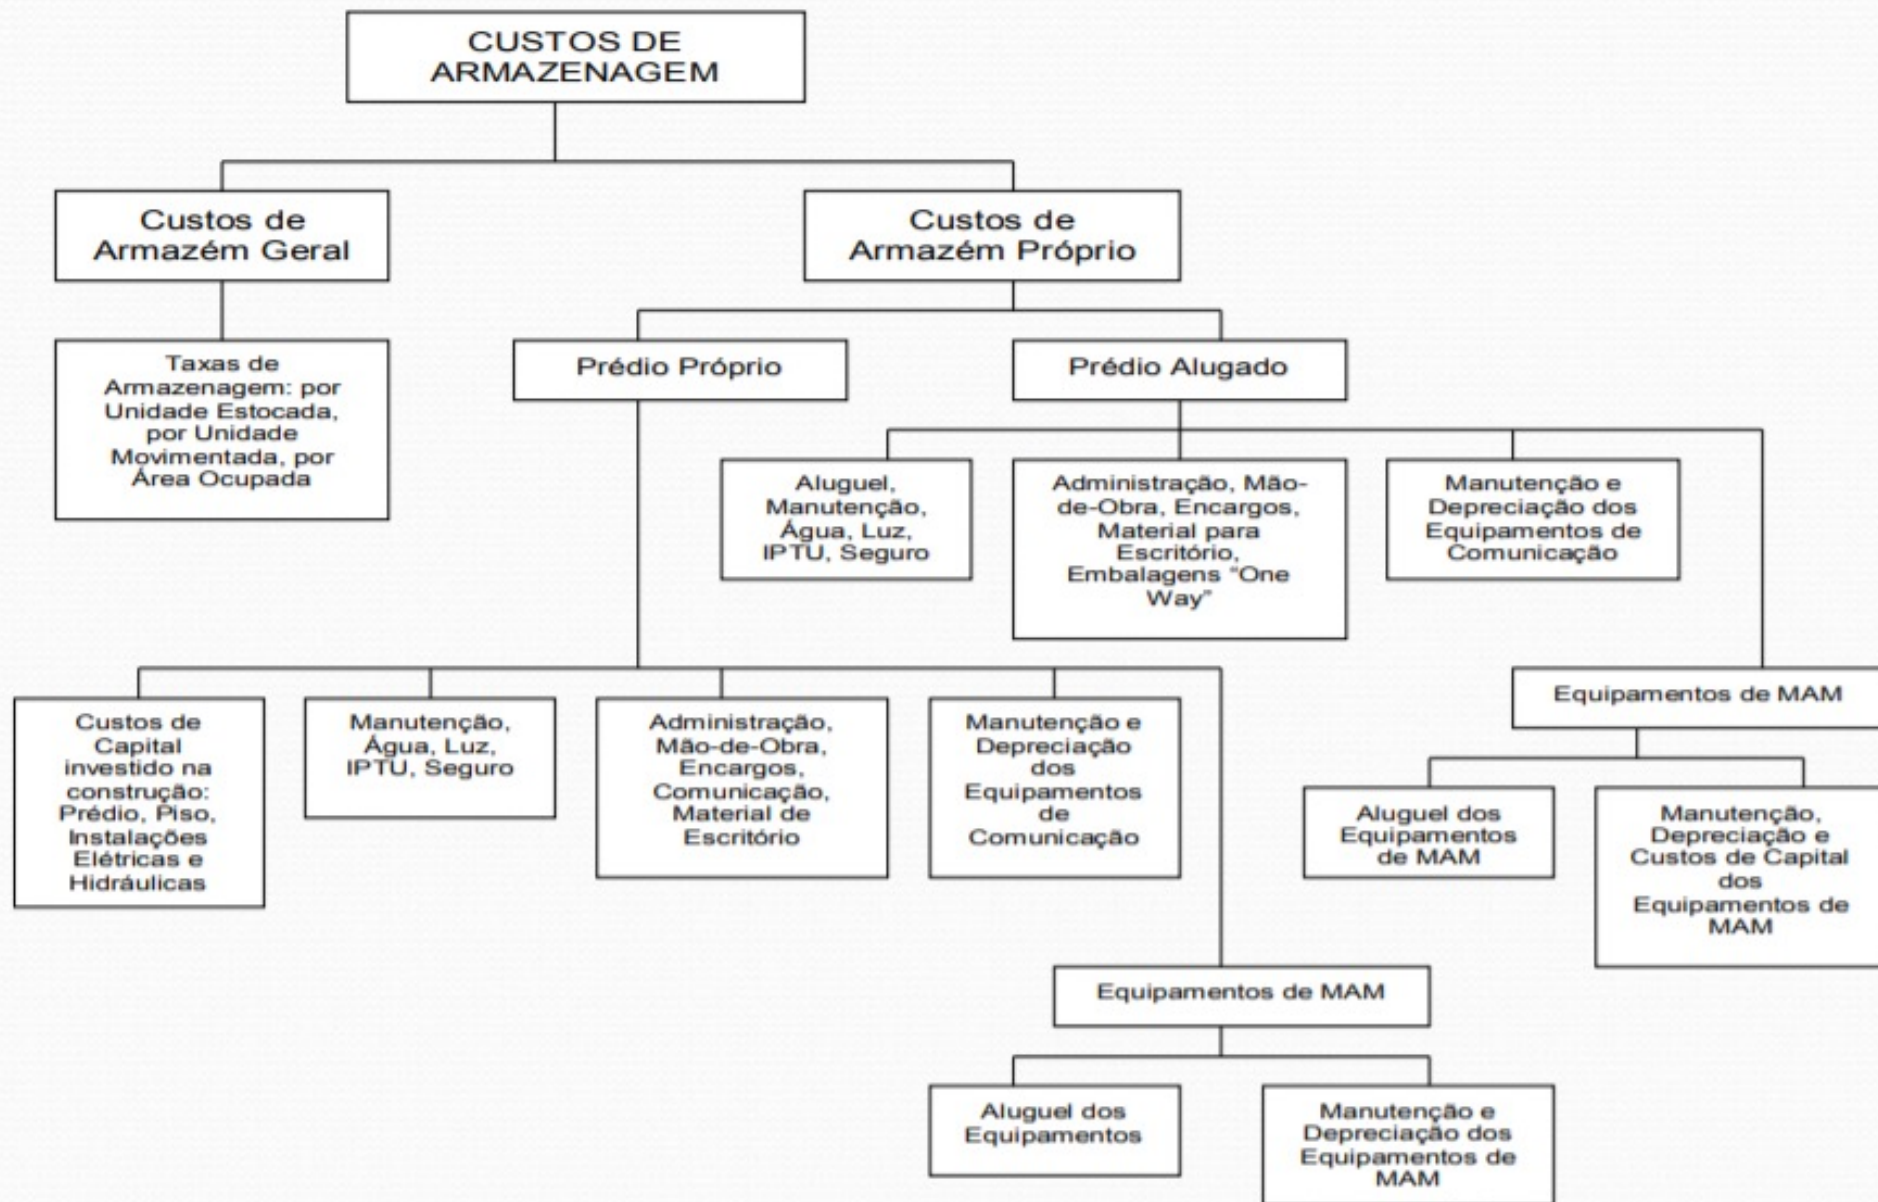 CUSTOS DE
ARMAZENAGEM
Custos de
Armazém Geral
Custos de
Armazém Próprio
Taxas de
Armazenagem: por
Unidade Estocada,
por Unidade
Movimentada, por
Área Ocupada
Prédio Próprio
Prédio Alugado
Aluguel,
Manutenção,
Água, Luz,
IPTU, Seguro
Administração, Mão-
de-Obra, Encargos,
Material para
Escritório,
Embalagens “One
Way”
Manutenção e
Depreciação dos
Equipamentos de
Comunicação
Custos de
Capital
investido na
construção:
Prédio, Piso,
Instalações
Elétricas e
Hidráulicas
Manutenção,
Água, Luz,
IPTU, Seguro
Administração,
Mão-de-Obra,
Encargos,
Comunicação,
Material de
Escritório
Manutenção e
Depreciação
dos
Equipamentos
de
Comunicação
Equipamentos de MAM
Aluguel dos
Equipamentos
de MAM
Manutenção,
Depreciação e
Custos de Capital
dos
Equipamentos de
MAM
Equipamentos de MAM
Aluguel dos
Equipamentos
Manutenção e
Depreciação dos
Equipamentos de
MAM